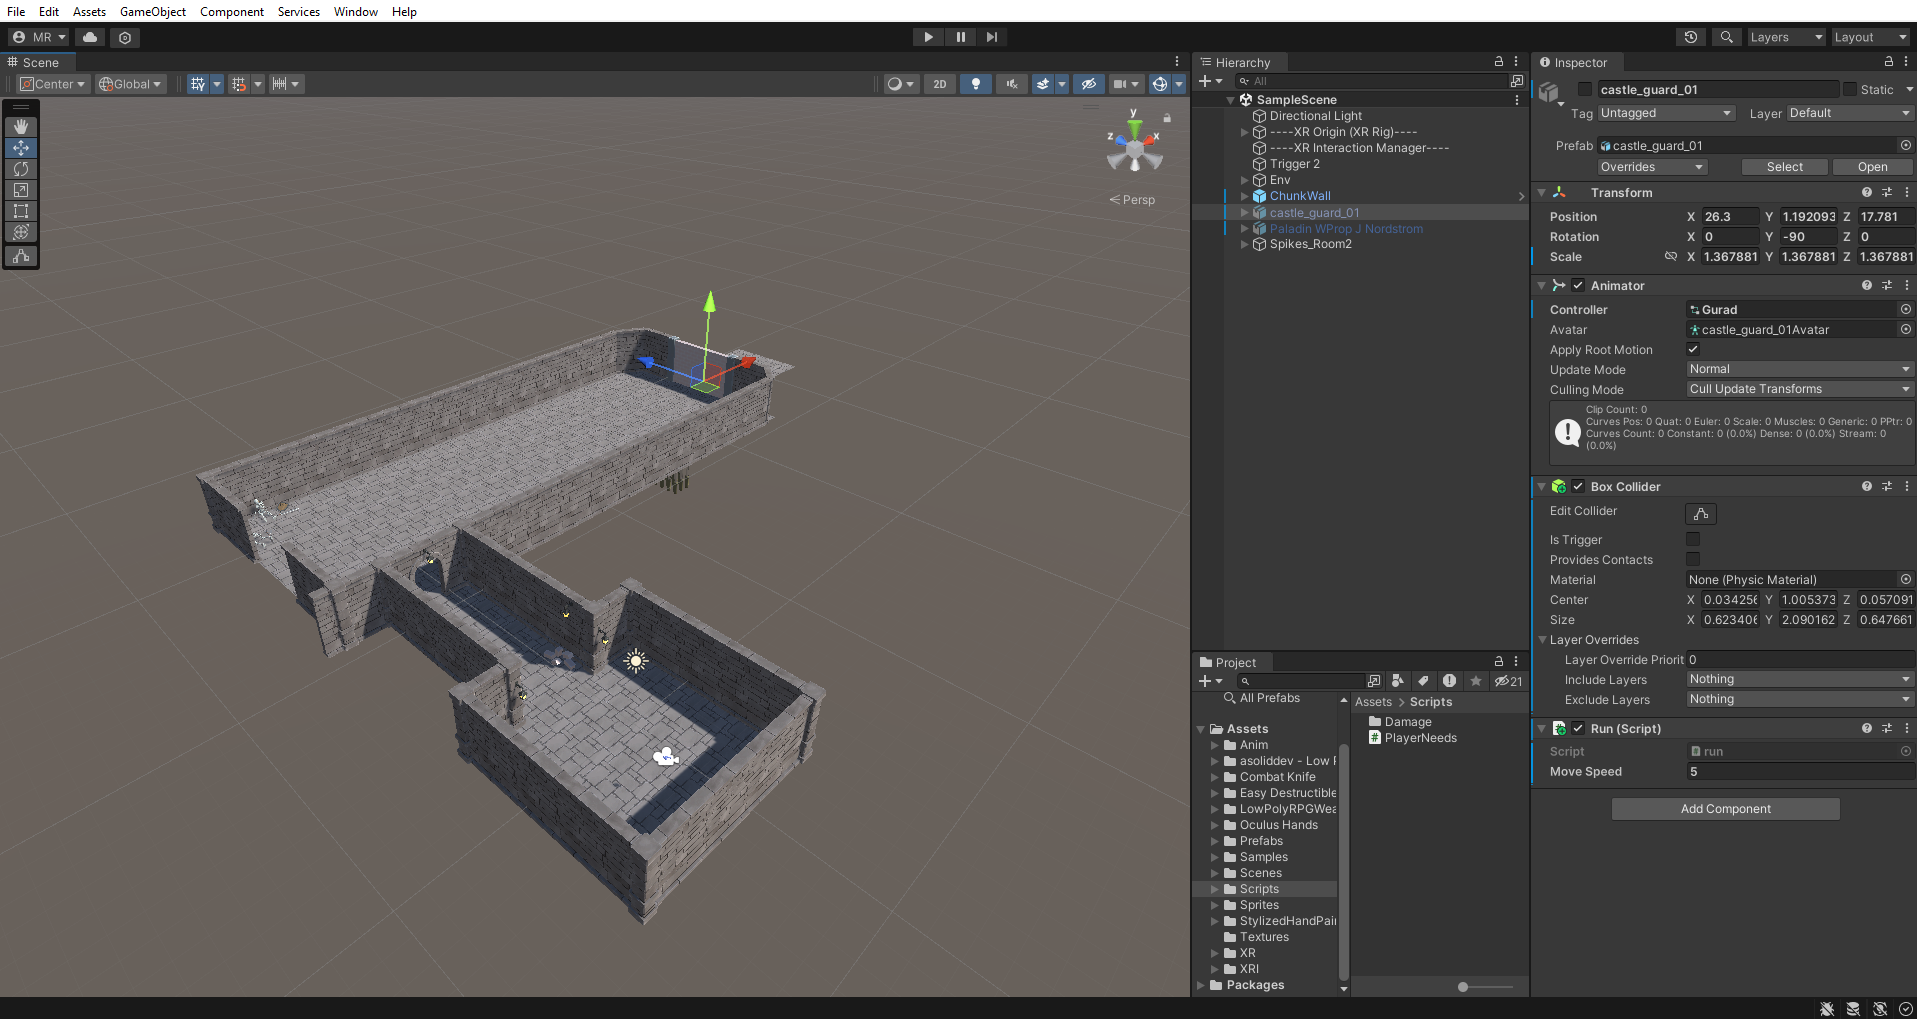 File Edit Assets GameObject Component Services Window Help
MR Layers Layout
Scene
Center Global 2D
y
z x
Persp
Hierarchy
All
SampleScene
Directional Light
----XR Origin (XR Rig)----
----XR Interaction Manager----
Trigger 2
Env
ChunkWall
castle_guard_01
Paladin WProp J Nordstrom
Spikes_Room2
Project
21
All Prefabs
Assets
Anim
asoliddev - Low F
Combat Knife
Easy Destructible
LowPolyRPGWea
Oculus Hands
Prefabs
Samples
Scenes
Scripts
Sprites
StylizedHandPain
Textures
XR
XRI
Packages
Assets > Scripts
Damage
PlayerNeeds
Inspector
castle_guard_01 Static
Tag Untagged Layer Default
Prefab castle_guard_01
Overrides Select Open
Transform
Position X 26.3 Y 1.192093 Z 17.781
Rotation X 0 Y -90 Z 0
Scale X 1.367881 Y 1.367881 Z 1.367881
Animator
Controller Gurad
Avatar castle_guard_01Avatar
Apply Root Motion
Update Mode Normal
Culling Mode Cull Update Transforms
Clip Count: 0
Curves Pos: 0 Quat: 0 Euler: 0 Scale: 0 Muscles: 0 Generic: 0 PPtr: 0
Curves Count: 0 Constant: 0 (0.0%) Dense: 0 (0.0%) Stream: 0
(0.0%)
Box Collider
Edit Collider
Is Trigger
Provides Contacts
Material None (Physic Material)
Center X 0.034256 Y 1.005373 Z 0.057091
Size X 0.623406 Y 2.090162 Z 0.647661
Layer Overrides
Layer Override Priorit 0
Include Layers Nothing
Exclude Layers Nothing
Run (Script)
Script run
Move Speed 5
Add Component